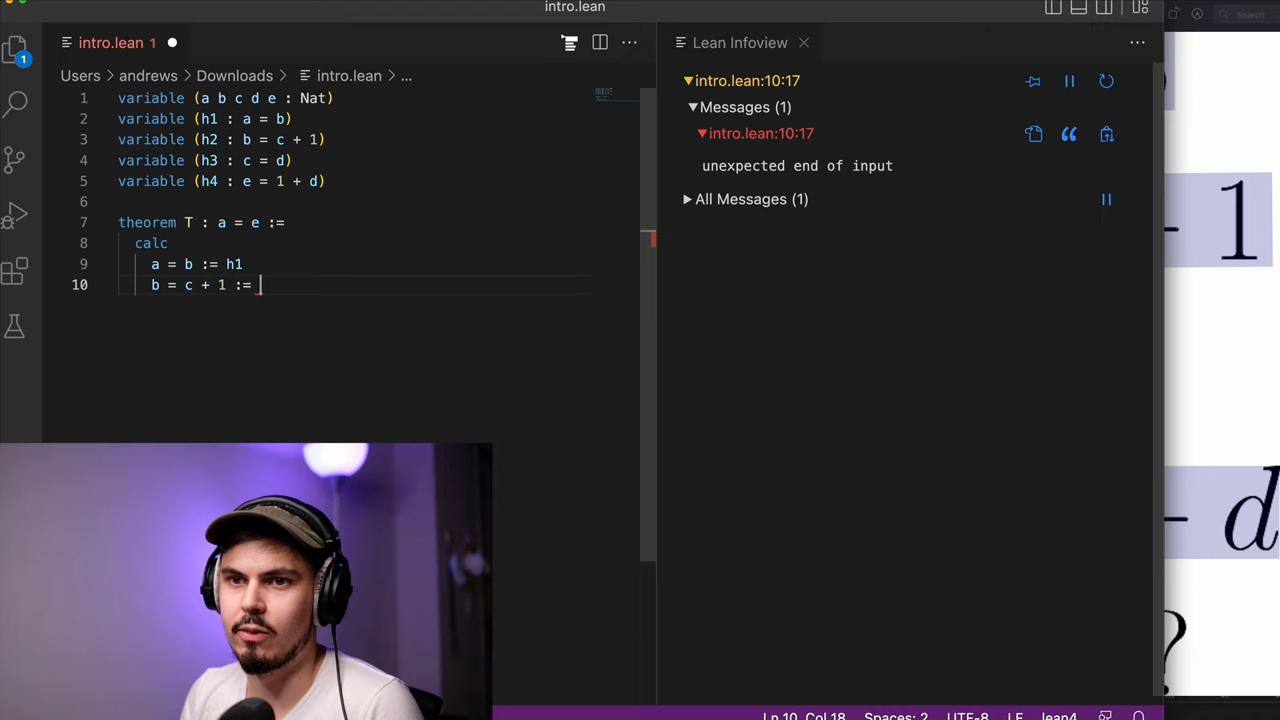 intro.lean
intro.lean 1
Lean Infoview
Search
Users > andrews > Downloads > intro.lean > ...
1 variable (a b c d e : Nat)
2 variable (h1 : a = b)
3 variable (h2 : b = c + 1)
4 variable (h3 : c = d)
5 variable (h4 : e = 1 + d)
6
7 theorem T : a = e :=
8 calc
9 a = b := h1
10 b = c + 1 :=
intro.lean:10:17
Messages (1)
intro.lean:10:17
unexpected end of input
All Messages (1)
1
- 1
- d
?
Ln 10, Col 18 Spaces: 2 UTF-8 LF lean4